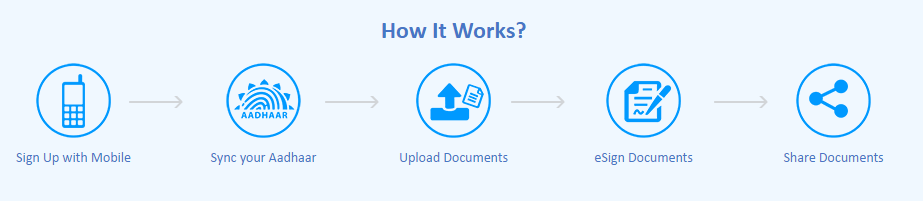 How It Works?
AADHAAR
Sign Up with Mobile
Sync your Aadhaar
Upload Documents
eSign Documents
Share Documents